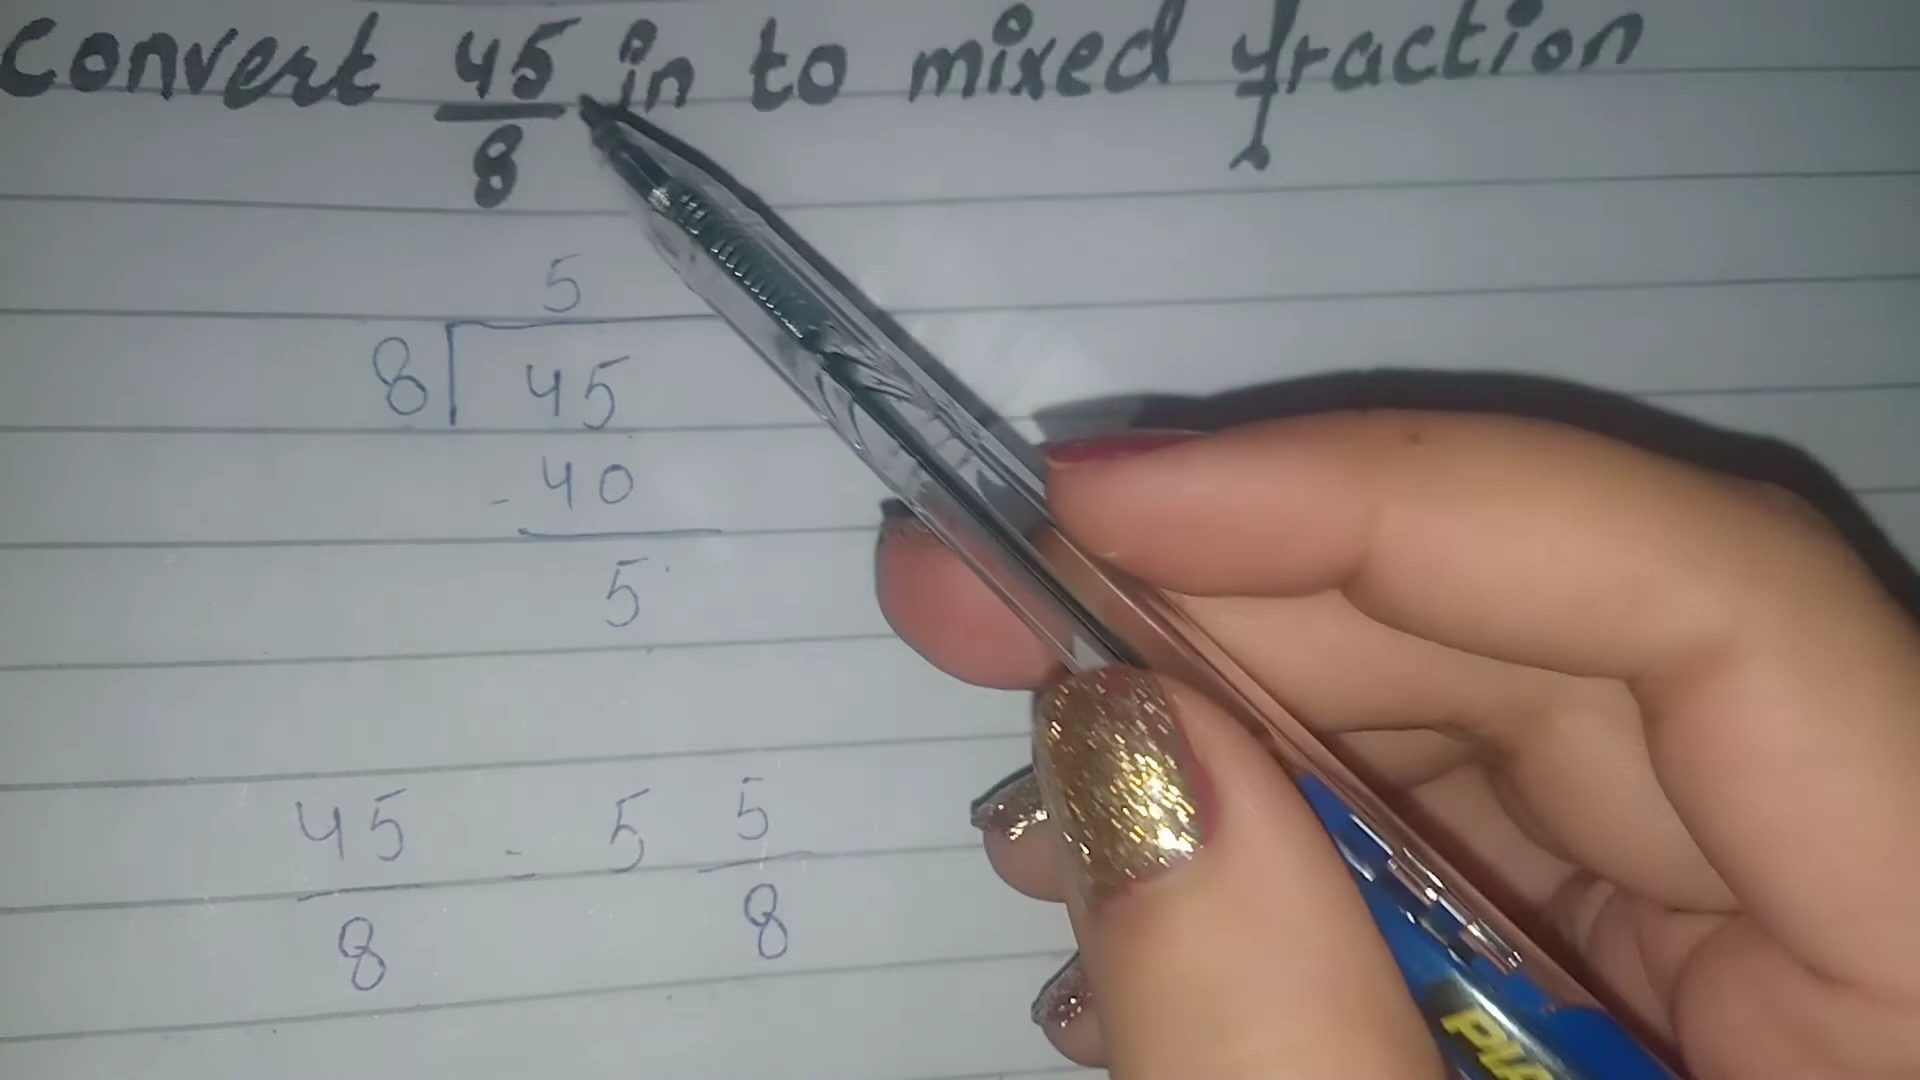 Convert 45/8 in to mixed fraction
5
8 45
- 40
5
45/8 = 5 5/8